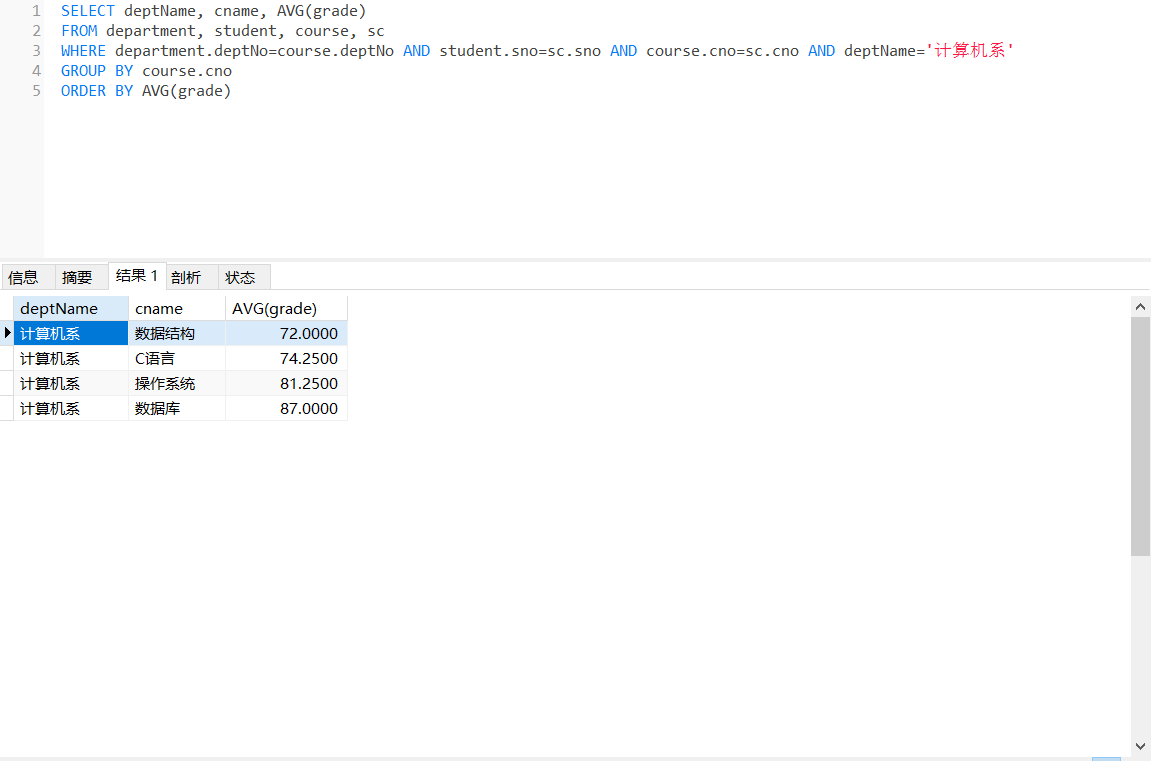 1 SELECT deptName, cname, AVG(grade)
2 FROM department, student, course, sc
3 WHERE department.deptNo=course.deptNo AND student.sno=sc.sno AND course.cno=sc.cno AND deptName='计算机系'
4 GROUP BY course.cno
5 ORDER BY AVG(grade)
信息 摘要 结果 1 剖析 状态
deptName cname AVG(grade)
计算机系 数据结构 72.0000
计算机系 C语言 74.2500
计算机系 操作系统 81.2500
计算机系 数据库 87.0000